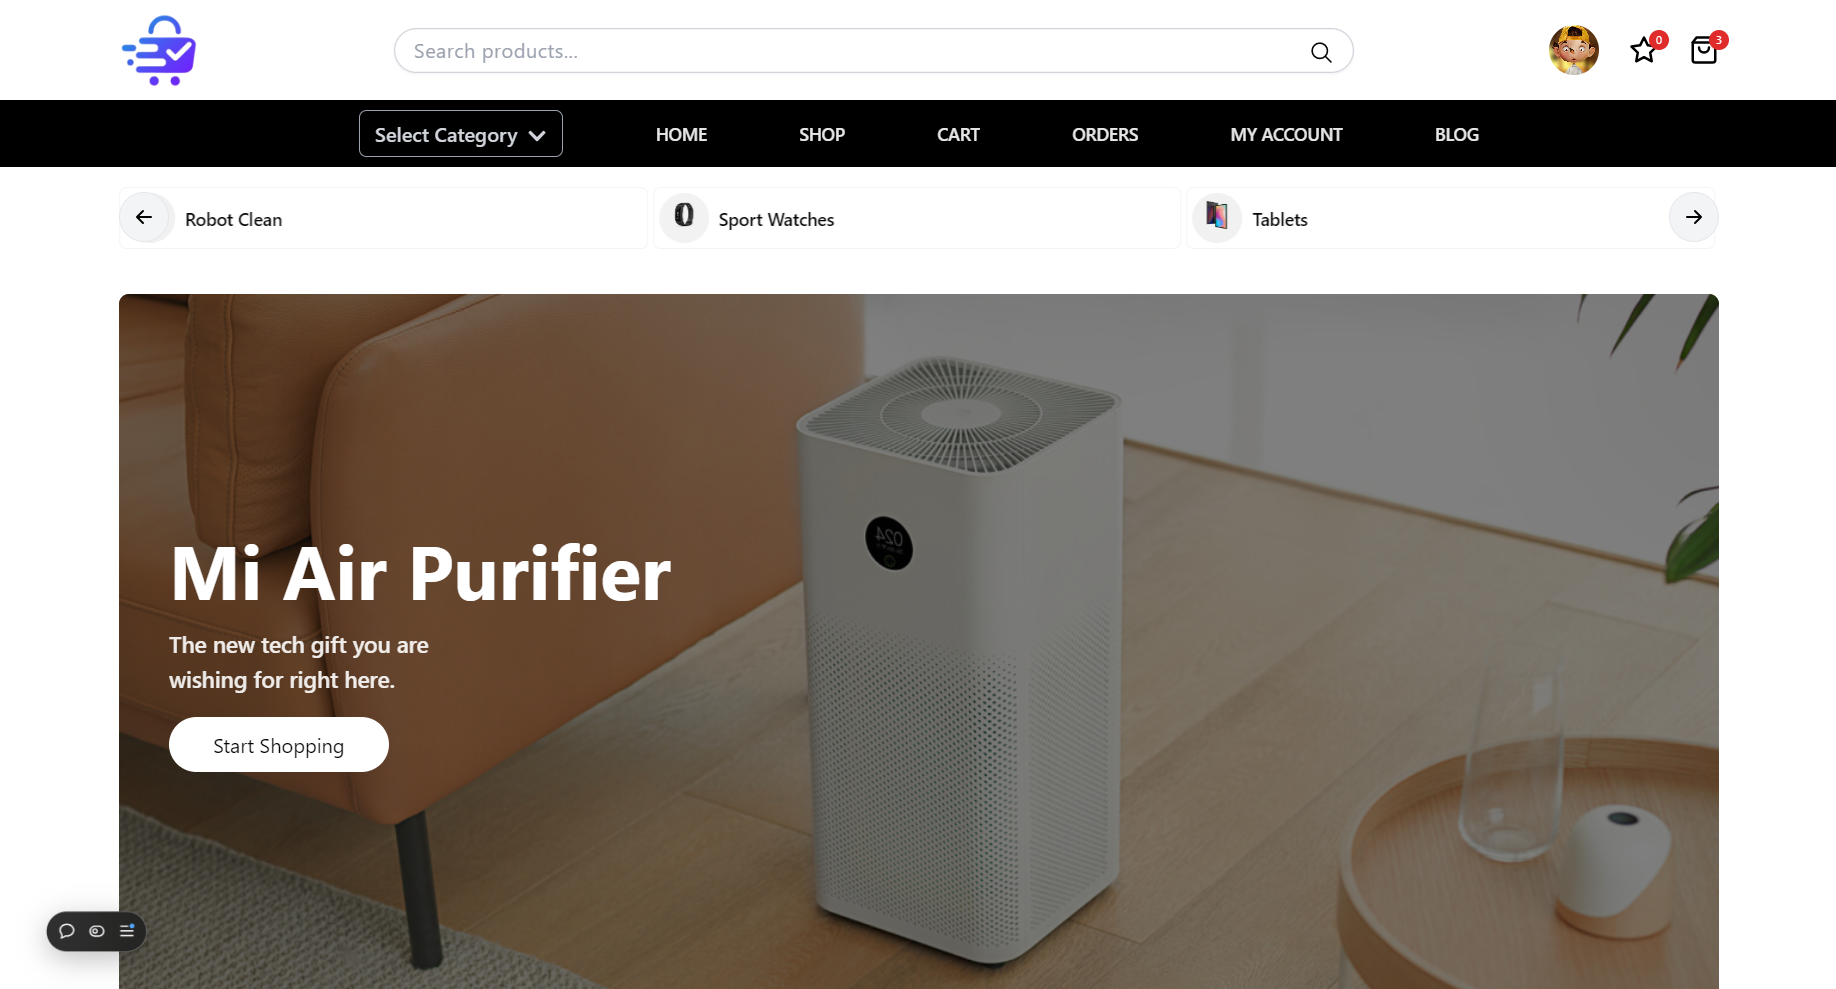 Search products...
0
3
Select Category
HOME
SHOP
CART
ORDERS
MY ACCOUNT
BLOG
Robot Clean
Sport Watches
Tablets
024
Mi Air Purifier
The new tech gift you are
wishing for right here.
Start Shopping